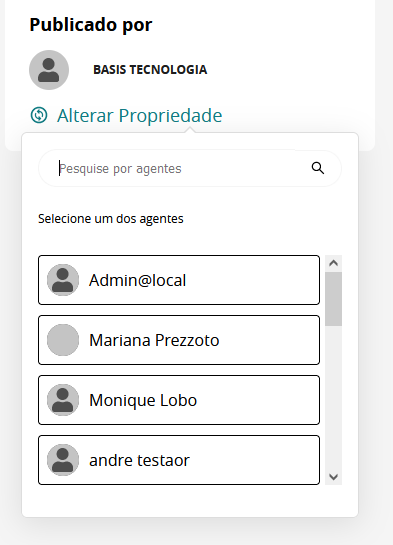 Publicado por
BASIS TECNOLOGIA
Alterar Propriedade
Pesquise por agentes
Selecione um dos agentes
Admin@local
Mariana Prezzoto
Monique Lobo
andre testaor